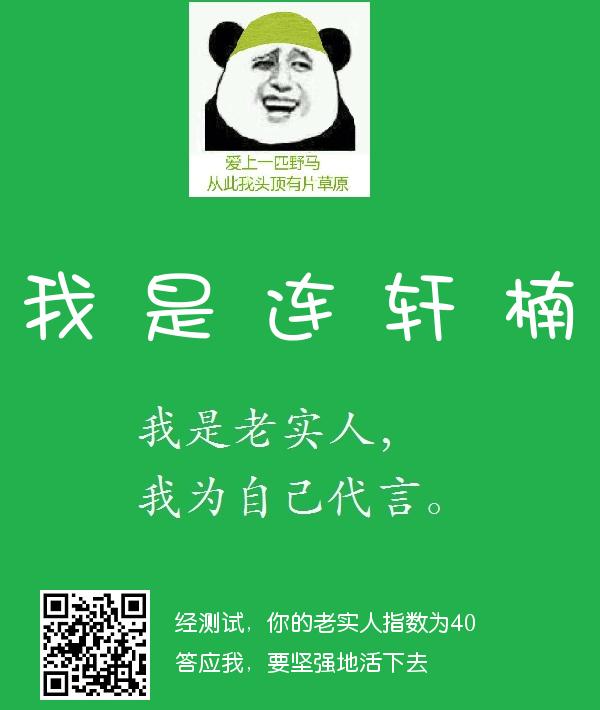 爱上一匹野马
从此我头顶有片草原
我是连轩楠
我是老实人，
我为自己代言。
经测试，你的老实人指数为40
答应我，要坚强地活下去